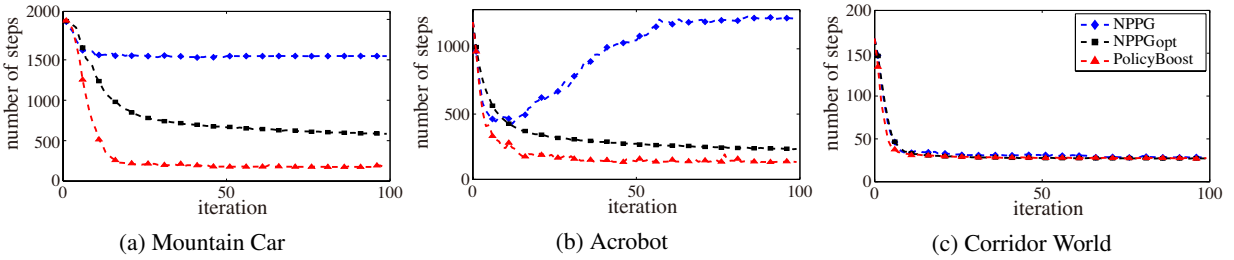 2000
1500
1000
500
0
0
50
100
number of steps
iteration
(a) Mountain Car
1000
500
0
0
50
100
number of steps
iteration
(b) Acrobot
200
150
100
50
0
0
50
100
number of steps
iteration
NPPG
NPPGopt
PolicyBoost
(c) Corridor World